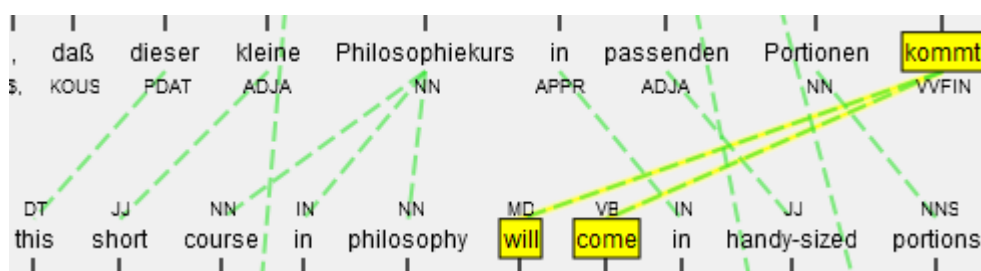 , daß dieser kleine Philosophiekurs in passenden Portionen kommt
$, KOUS PDAT ADJA NN APPR ADJA NN VVFIN
DT JJ NN IN NN MD VB IN JJ NNS
this short course in philosophy will come in handy-sized portions